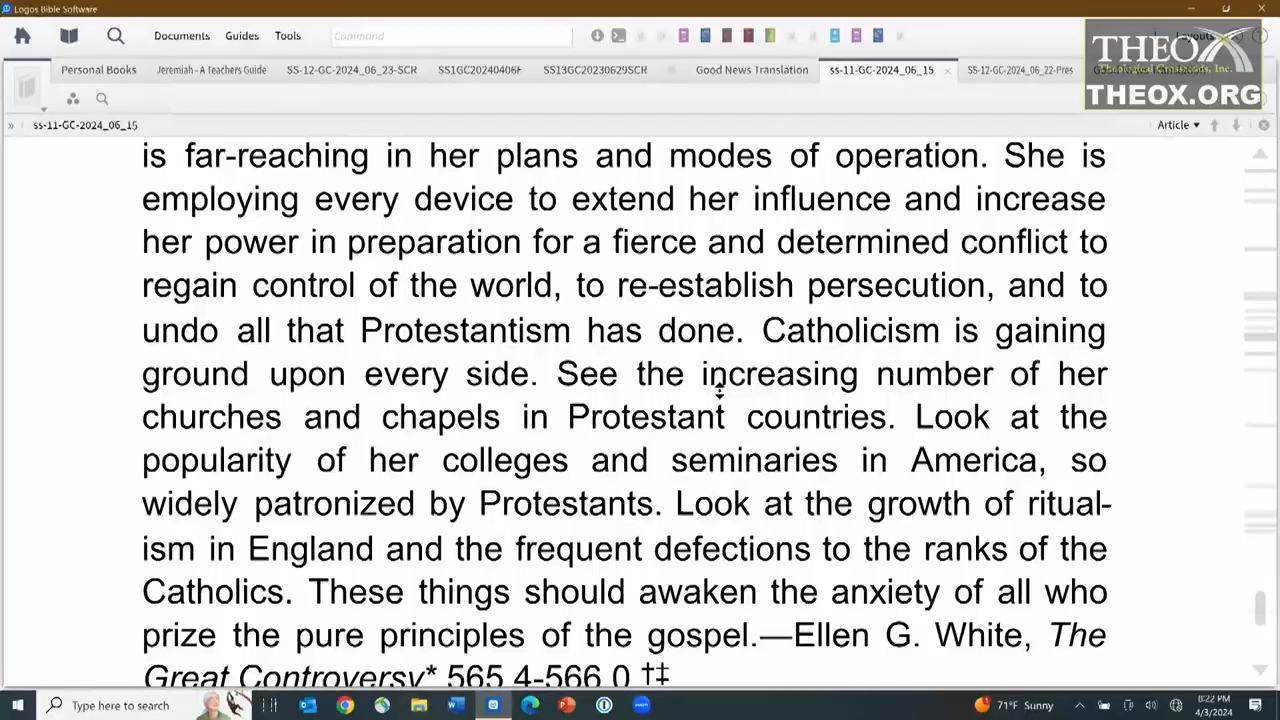 Logos Bible Software
Documents Guides Tools Command
THEO
Theological Crossroads, Inc.
THEOX.ORG
Personal Books Jeremiah - A Teachers Guide SS-12-GC-2024_06_23-SCR SS13GC20230629SCR Good News Translation ss-11-GC-2024_06_15 SS-12-GC-2024_06_22-Pres
ss-11-GC-2024_06_15 Article
is far-reaching in her plans and modes of operation. She is
employing every device to extend her influence and increase
her power in preparation for a fierce and determined conflict to
regain control of the world, to re-establish persecution, and to
undo all that Protestantism has done. Catholicism is gaining
ground upon every side. See the increasing number of her
churches and chapels in Protestant countries. Look at the
popularity of her colleges and seminaries in America, so
widely patronized by Protestants. Look at the growth of ritual-
ism in England and the frequent defections to the ranks of the
Catholics. These things should awaken the anxiety of all who
prize the pure principles of the gospel.—Ellen G. White, The
Great Controversy* 565.4-566.0 †‡
Type here to search
71°F Sunny
8:22 PM
4/3/2024